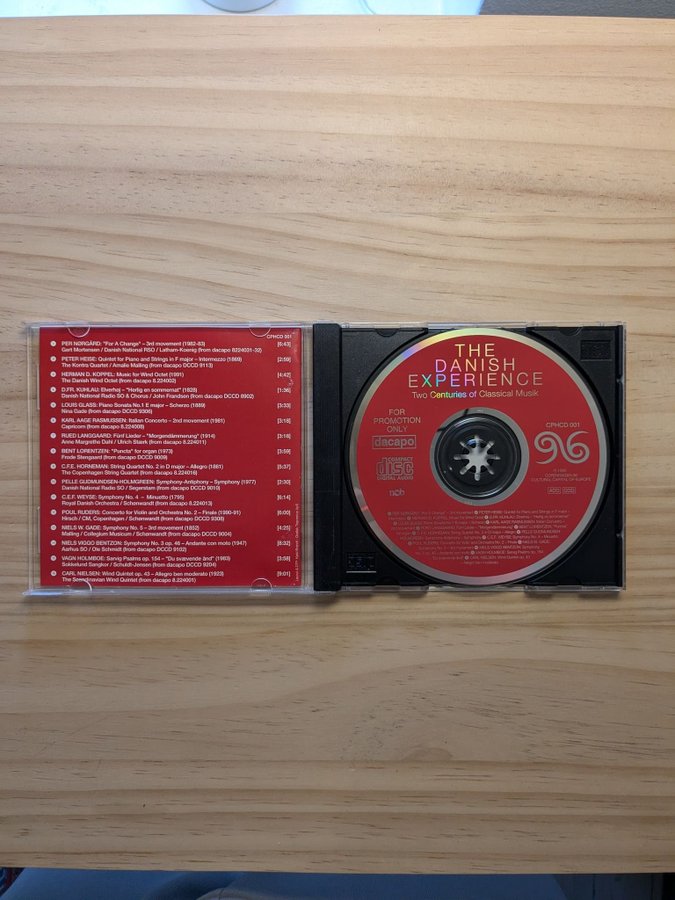 CPHCD 001
PER NØRGÅRD: "For A Change" – 3rd movement (1982-83) [6:43]
Gert Mortensen / Danish National RSO / Latham-Koenig (from dacapo 8224031-32)
PETER HEISE: Quintet for Piano and Strings in F major – Intermezzo (1869) [2:59]
The Kontra Quartet / Amalie Malling (from dacapo DCCD 9113)
HERMAN D. KOPPEL: Music for Wind Octet (1991) [4:42]
The Danish Wind Octet (from dacapo 8.224002)
D.FR. KUHLAU: Elverhøj – "Herlig en sommernat" (1828) [1:36]
Danish National Radio SO & Chorus / John Frandsen (from dacapo DCCD 8902)
LOUIS GLASS: Piano Sonata No.1 E major – Scherzo (1889) [3:33]
Nina Gade (from dacapo DCCD 9306)
KARL AAGE RASMUSSEN: Italian Concerto – 2nd movement (1981) [3:18]
Capricorn (from dacapo
RUED LANGGAARD: Fünf Lieder – "Morgendämmerung" (1914) [3:18]
Anne Margrethe Dahl / Ulrich Stærk (from dacapo 8.224011)
BENT LORENTZEN: "Puncta" for organ (1973) [3:59]
Frode Stengaard (from dacapo DCCD 9009)
C.F.E. HORNEMAN: String Quartet No. 2 in D major – Allegro (1861) [5:37]
The Copenhagen String Quartet (from dacapo 8.224016)
PELLE GUDMUNDSEN-HOLMGREEN: Symphony-Antiphony – Symphony (1977) [2:30]
Danish National Radio SO / Segerstam (from dacapo DCCD 9010)
C.E.F. WEYSE: Symphony No. 4 – Minuetto (1795) [6:14]
Royal Danish Orchestra / Schønwandt (from dacapo 8.224013)
POUL RUDERS: Concerto for Violin and Orchestra No. 2 – Finale (1990-91) [6:00]
Hirsch / CM, Copenhagen / Schønwandt (from dacapo DCCD 9308)
NIELS W. GADE: Symphony No. 5 – 3rd movement (1852) [4:25]
Malling / Collegium Musicum / Schønwandt (from dacapo DCCD 9004)
NIELS VIGGO BENTZON: Symphony No. 3 op. 46 – Andante con moto (1947) [8:32]
Aarhus SO / Ole Schmidt (from dacapo DCCD 9102)
VAGN HOLMBOE: Sørvig Psalms op. 154 – "Du svævende ånd" (1983) [3:58]
Sokkelund Sangkor / Schuldt-Jensen (from dacapo DCCD 9204)
CARL NIELSEN: Wind Quintet op. 43 – Allegro ben moderato (1923) [9:01]
The Scandinavian Wind Quintet (from dacapo 8.224001)
THE
DANISH
EXPERIENCE
Two Centuries of Classical Musik
FOR
PROMOTION
ONLY
dacapo
COMPACT
disc
DIGITAL AUDIO
ncb
CPHCD 001
96
COPENHAGEN 96
CULTURAL CAPITAL OF EUROPE